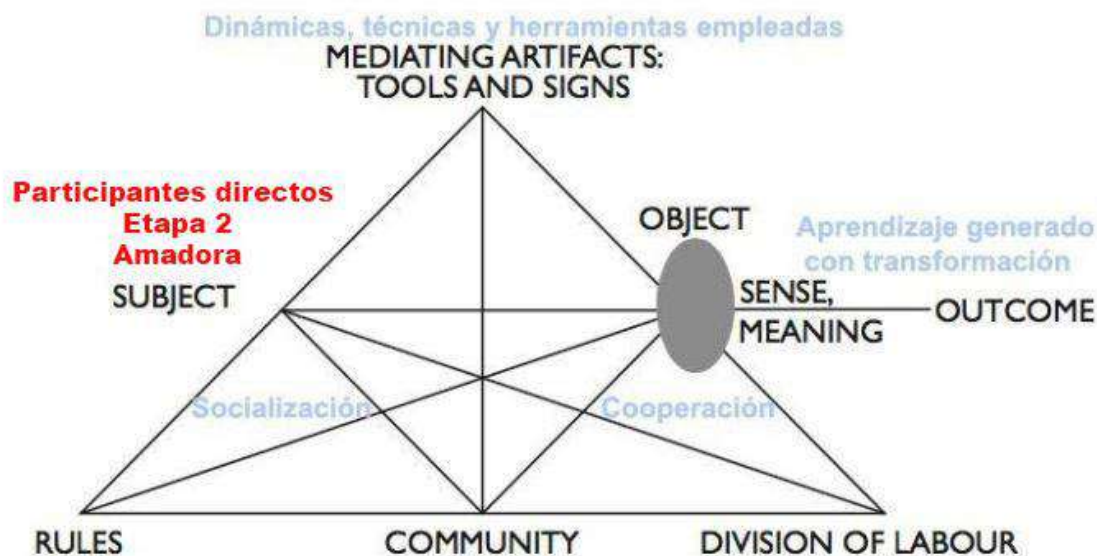 Dinámicas, técnicas y herramientas empleadas
MEDIATING ARTIFACTS:
TOOLS AND SIGNS
Participantes directos
Etapa 2
Amadora
SUBJECT
OBJECT
Aprendizaje generado
con transformación
SENSE,
MEANING
OUTCOME
Socialización
Cooperación
RULES
COMMUNITY
DIVISION OF LABOUR